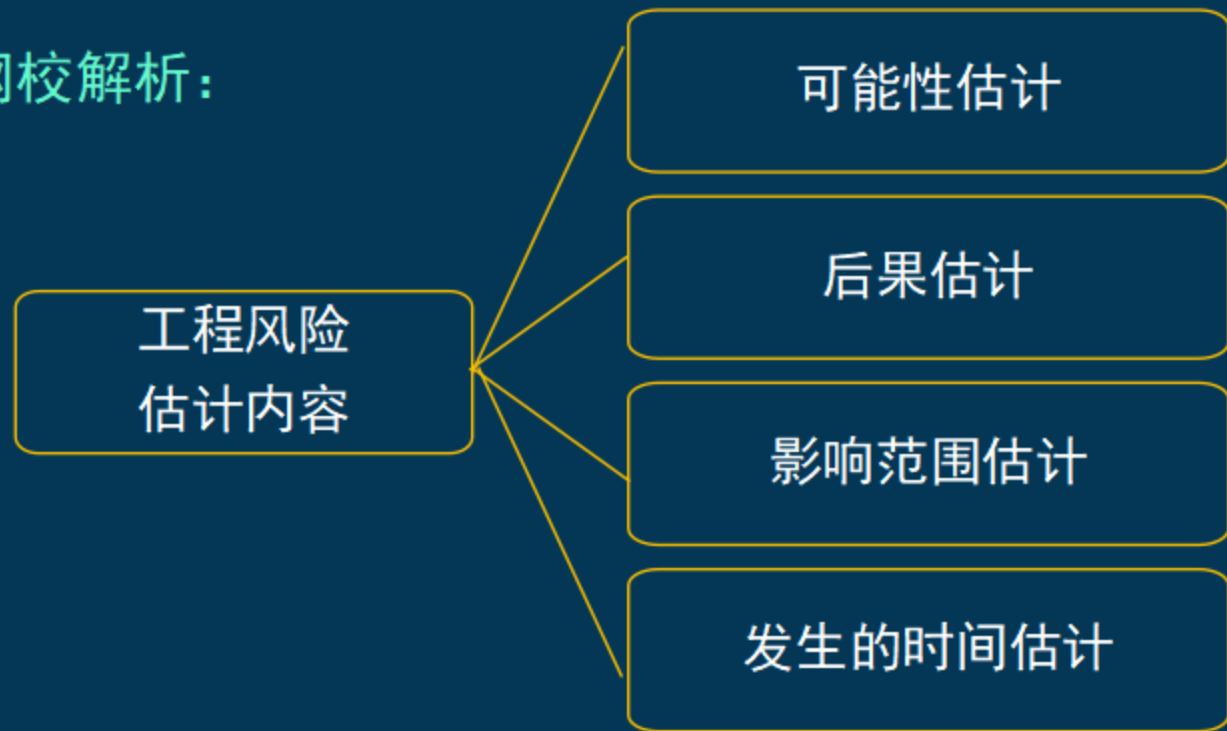 校解析：
工程风险
估计内容
可能性估计
后果估计
影响范围估计
发生的时间估计